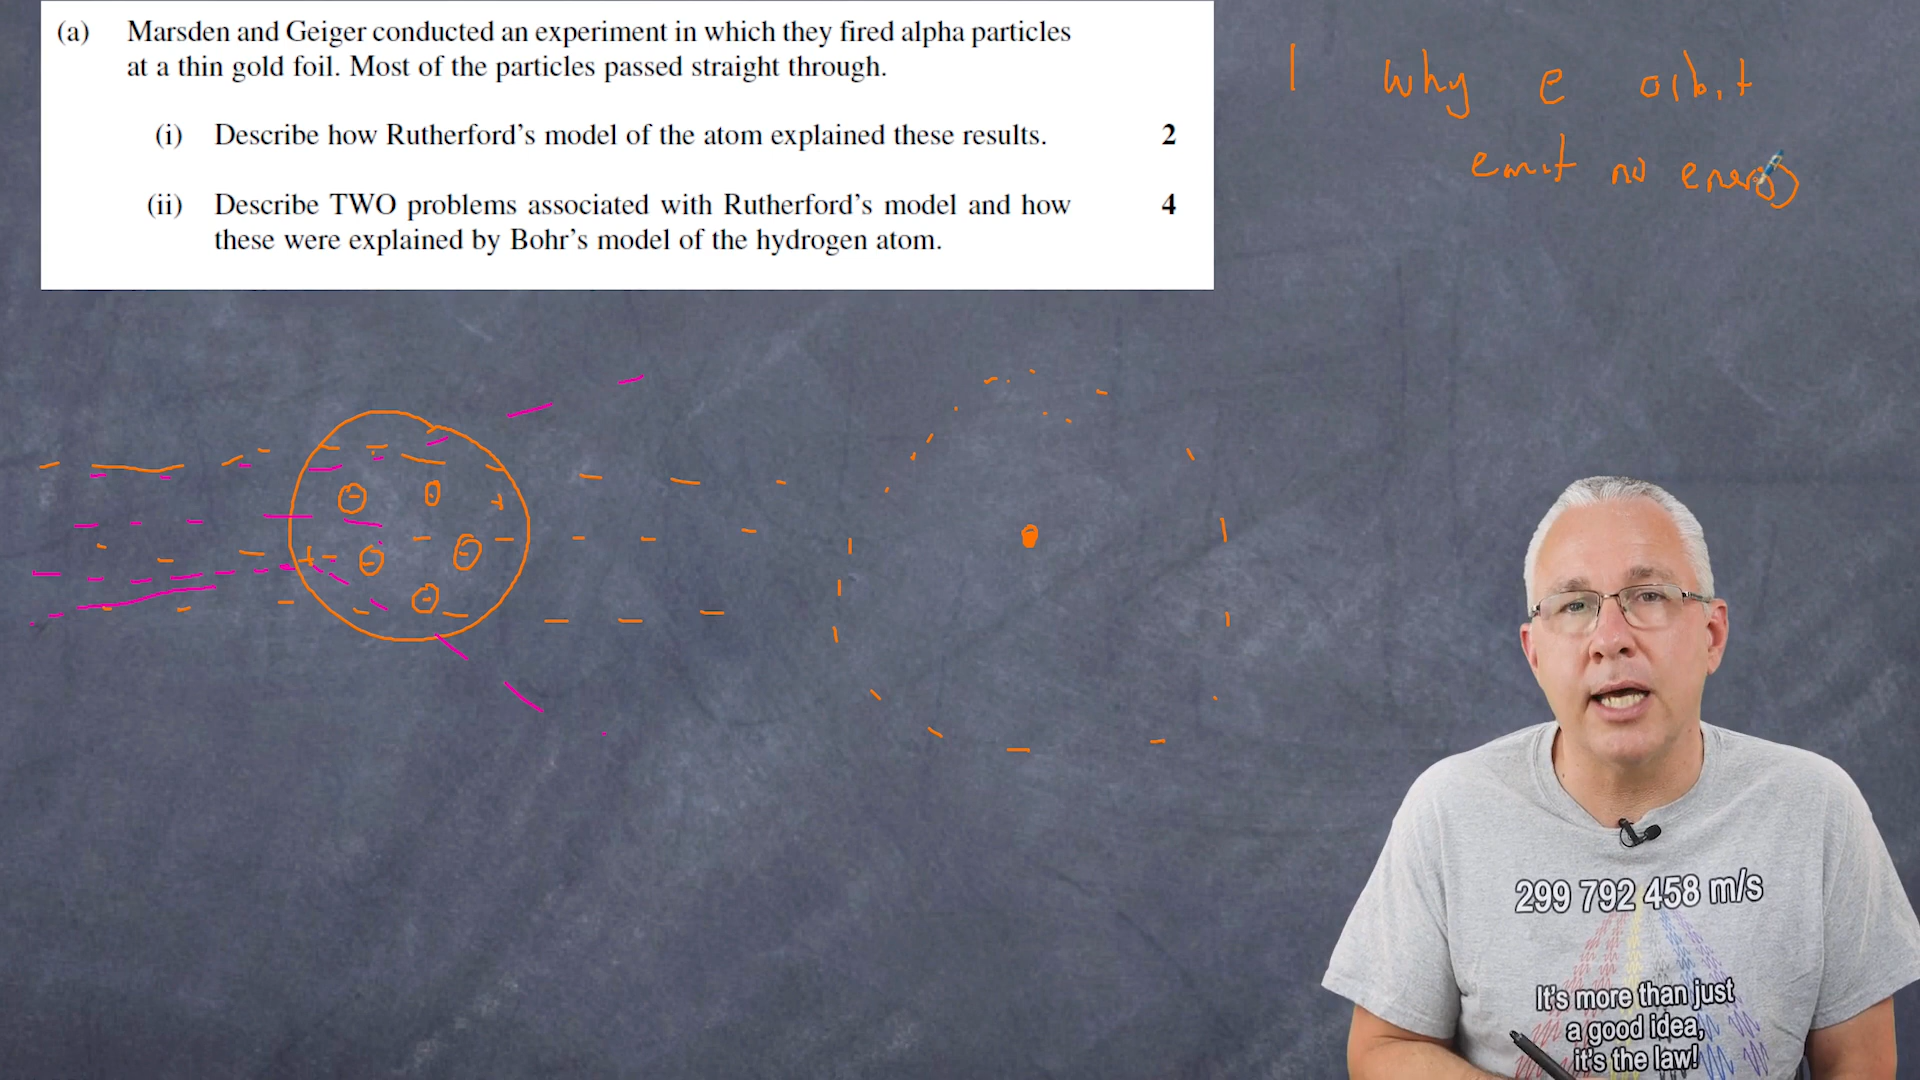 (a) Marsden and Geiger conducted an experiment in which they fired alpha particles
at a thin gold foil. Most of the particles passed straight through.
(i) Describe how Rutherford's model of the atom explained these results. 2
(ii) Describe TWO problems associated with Rutherford's model and how 4
these were explained by Bohr's model of the hydrogen atom.
1 why e orbit
emit no energy
299 792 458 m/s
It's more than just
a good idea,
it's the law!